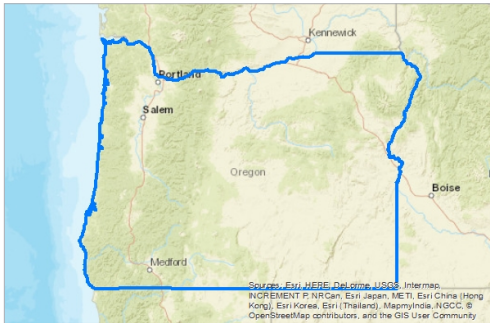 Kennewick
Portland
Salem
Oregon
Boise
Medford
Sources: Esri, HERE, DeLorme, USGS, Intermap,
INCREMENT P, NRCan, Esri Japan, METI, Esri China (Hong
Kong), Esri Korea, Esri (Thailand), MapmyIndia, NGCC, ©
OpenStreetMap contributors, and the GIS User Community